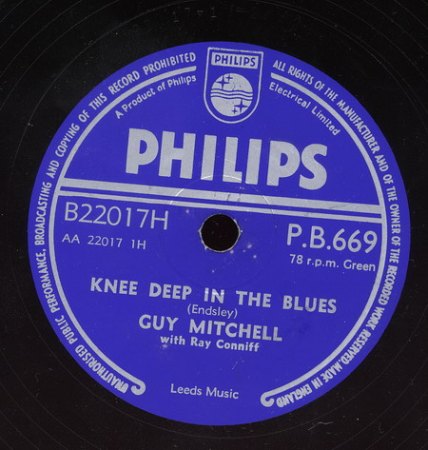 UNAUTHORISED PUBLIC PERFORMANCE, BROADCASTING AND COPYING OF THIS RECORD PROHIBITED
ALL RIGHTS OF THE MANUFACTURER AND OF THE OWNER OF THE RECORDED WORK RESERVED. MADE IN ENGLAND
PHILIPS
A Product of Philips Electrical Limited
PHILIPS
B22017H
P.B.669
AA 22017 1H
78 r.p.m. Green
KNEE DEEP IN THE BLUES
(Endsley)
GUY MITCHELL
with Ray Conniff
Leeds Music